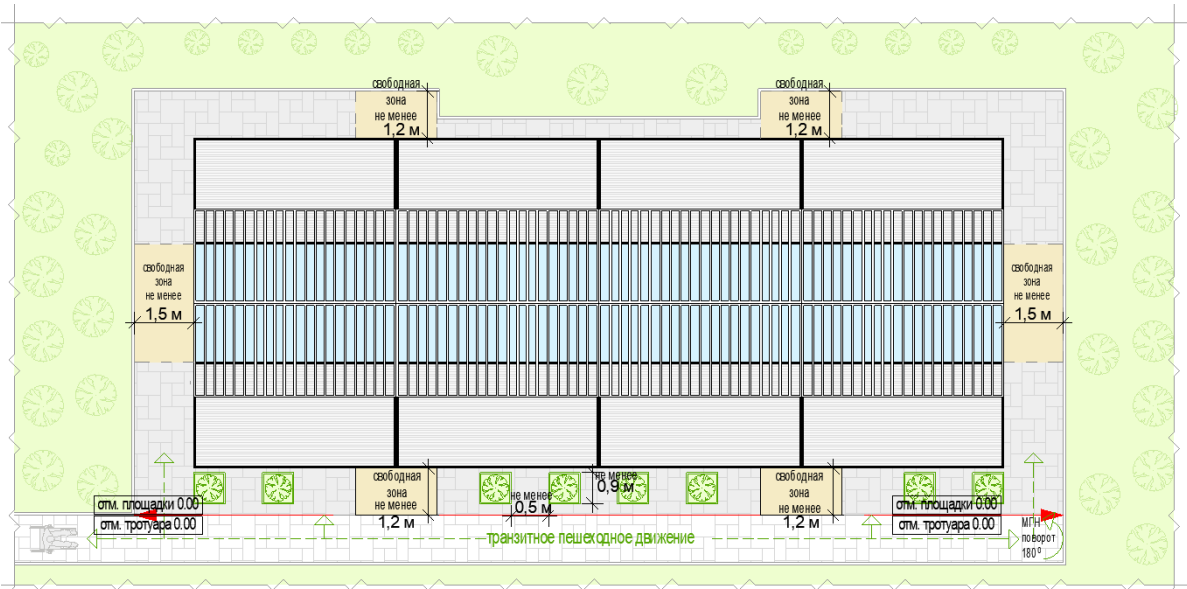 свободная
зона
не менее
1,2 м
свободная
зона
не менее
1,2 м
свободная
зона
не менее
1,5 м
свободная
зона
не менее
1,5 м
свободная
зона
не менее
1,2 м
не менее
0,5 м
не менее
0,9 м
свободная
зона
не менее
1,2 м
отм. площадки 0.00
отм. тротуара 0.00
отм. площадки 0.00
отм. тротуара 0.00
транзитное пешеходное движение
МГН
поворот
180°